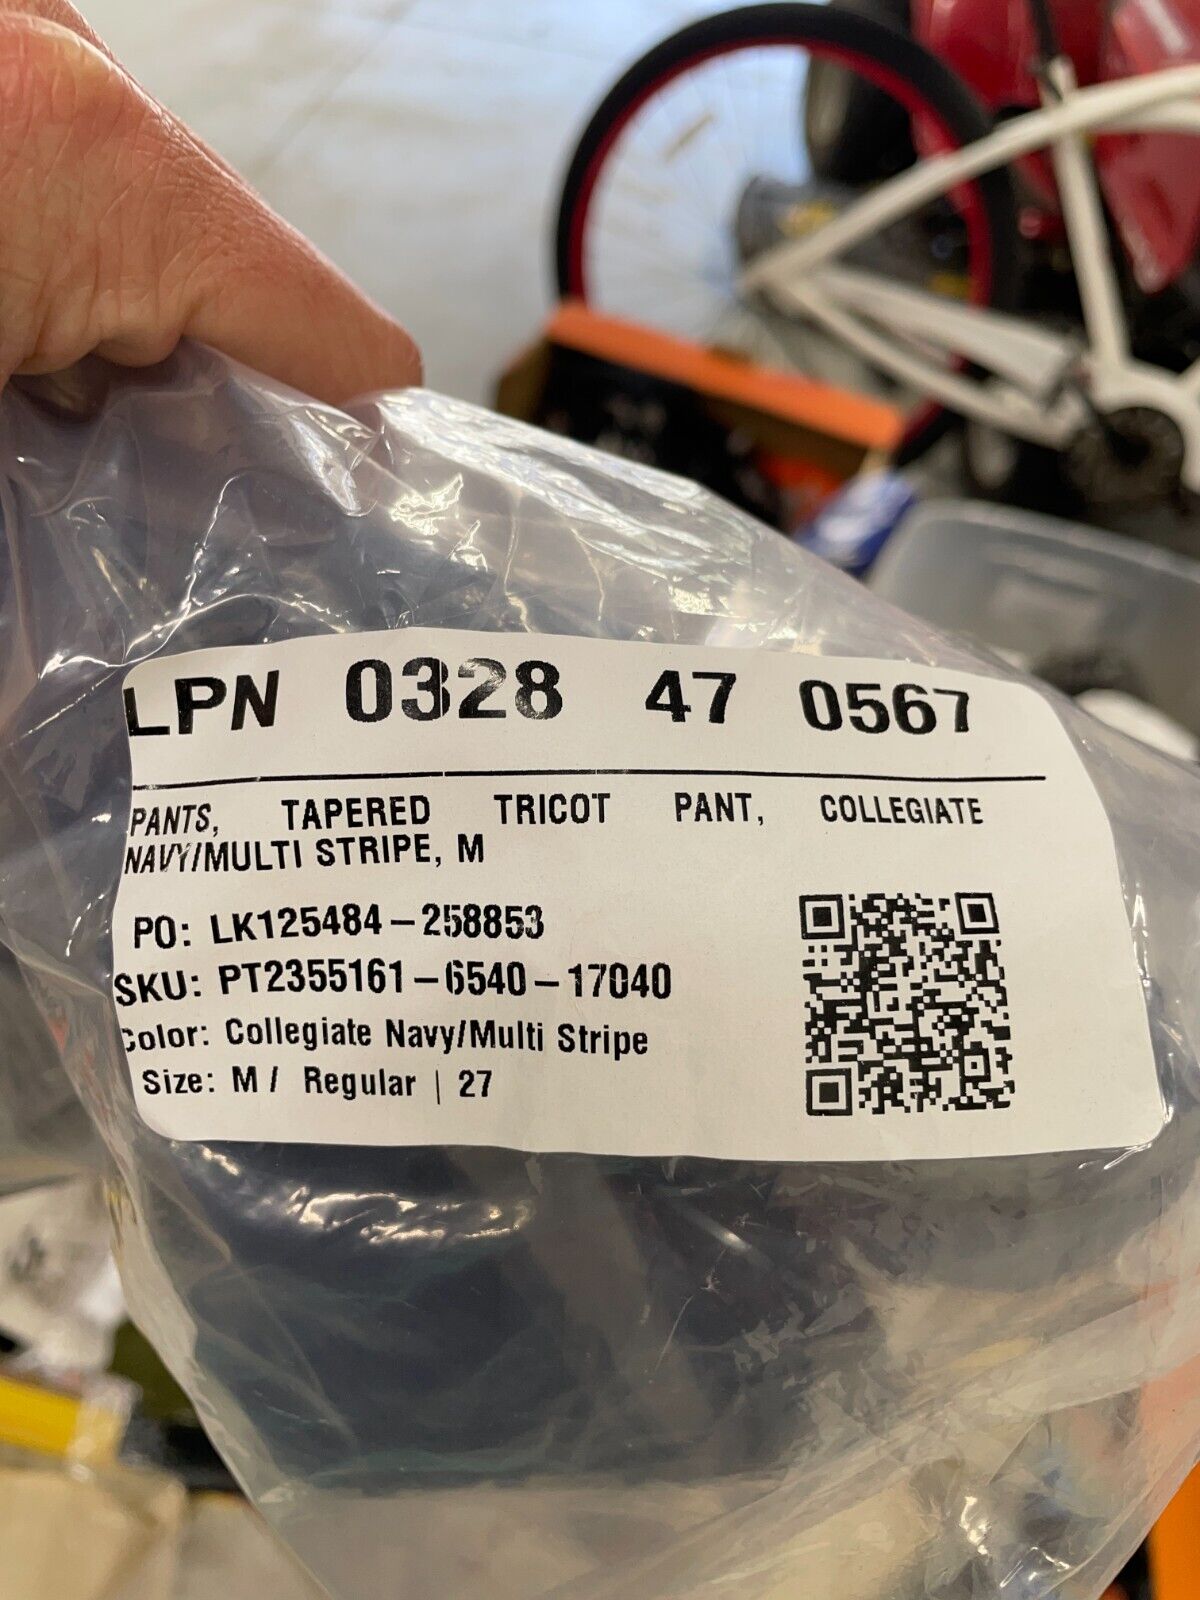 LPN 0328 47 0567
PANTS, TAPERED TRICOT PANT, COLLEGIATE
NAVY/MULTI STRIPE, M
PO: LK125484-258853
SKU: PT2355161-6540-17040
Color: Collegiate Navy/Multi Stripe
Size: M / Regular | 27